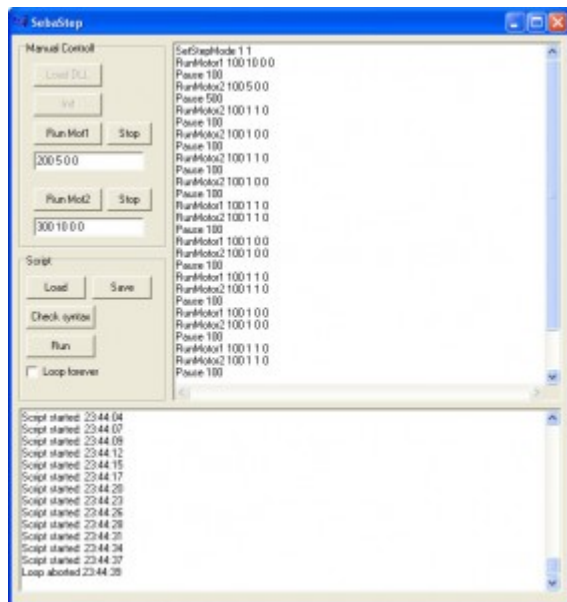 SebaStep
Manual Controll
Load DLL
Init
Run Mot1
Stop
200 5 0 0
Run Mot2
Stop
300 10 0 0
Script
Load
Save
Check syntax
Run
Loop forever
SetStepMode 1 1
RunMotor1 100 10 0 0
Pause 100
RunMotor2 100 5 0 0
Pause 500
RunMotor2 100 1 1 0
Pause 100
RunMotor2 100 1 0 0
Pause 100
RunMotor2 100 1 1 0
Pause 100
RunMotor2 100 1 0 0
Pause 100
RunMotor1 100 1 1 0
RunMotor2 100 1 1 0
Pause 100
RunMotor1 100 1 0 0
RunMotor2 100 1 0 0
Pause 100
RunMotor1 100 1 1 0
RunMotor2 100 1 1 0
Pause 100
RunMotor1 100 1 0 0
RunMotor2 100 1 0 0
Pause 100
RunMotor1 100 1 1 0
RunMotor2 100 1 1 0
Pause 100
Script started: 23:44:04
Script started: 23:44:07
Script started: 23:44:09
Script started: 23:44:12
Script started: 23:44:15
Script started: 23:44:17
Script started: 23:44:20
Script started: 23:44:23
Script started: 23:44:26
Script started: 23:44:28
Script started: 23:44:31
Script started: 23:44:34
Script started: 23:44:37
Loop aborted 23:44:39